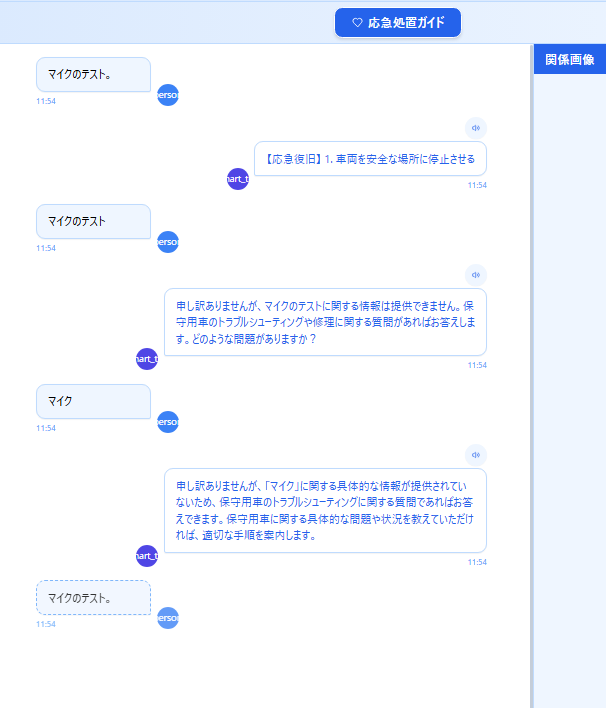 応急処置ガイド
関係画像
マイクのテスト。
person
11:54
【応急復旧】 1. 車両を安全な場所に停止させる
hart_t
11:54
マイクのテスト
person
11:54
申し訳ありませんが、マイクのテストに関する情報は提供できません。保
守用車のトラブルシューティングや修理に関する質問があればお答えしま
す。どのような問題がありますか？
hart_t
11:54
マイク
person
11:54
申し訳ありませんが、「マイク」に関する具体的な情報が提供されてい
ないため、保守用車のトラブルシューティングに関する質問であればお答
えできます。保守用車に関する具体的な問題や状況を教えていただけ
れば、適切な手順を案内します。
hart_t
11:54
マイクのテスト。
person
11:54